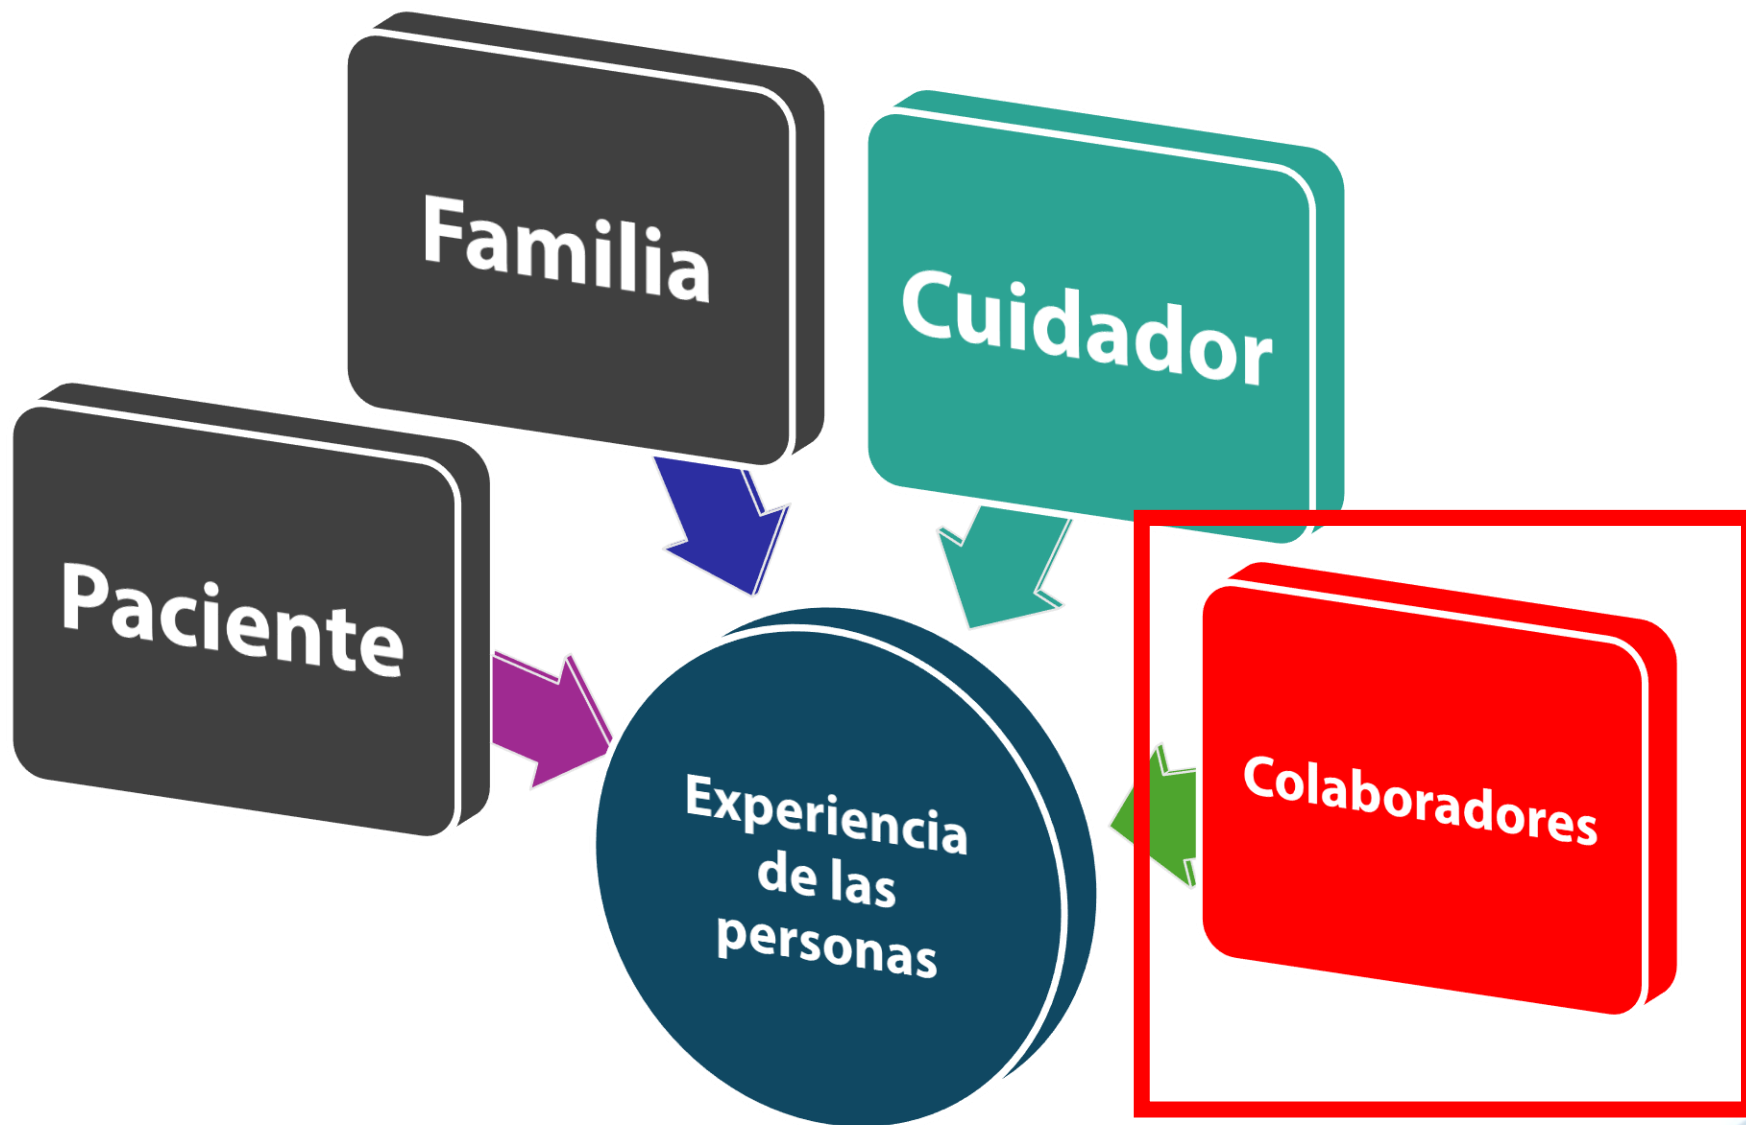 Familia
Cuidador
Paciente
Colaboradores
Experiencia
de las
personas